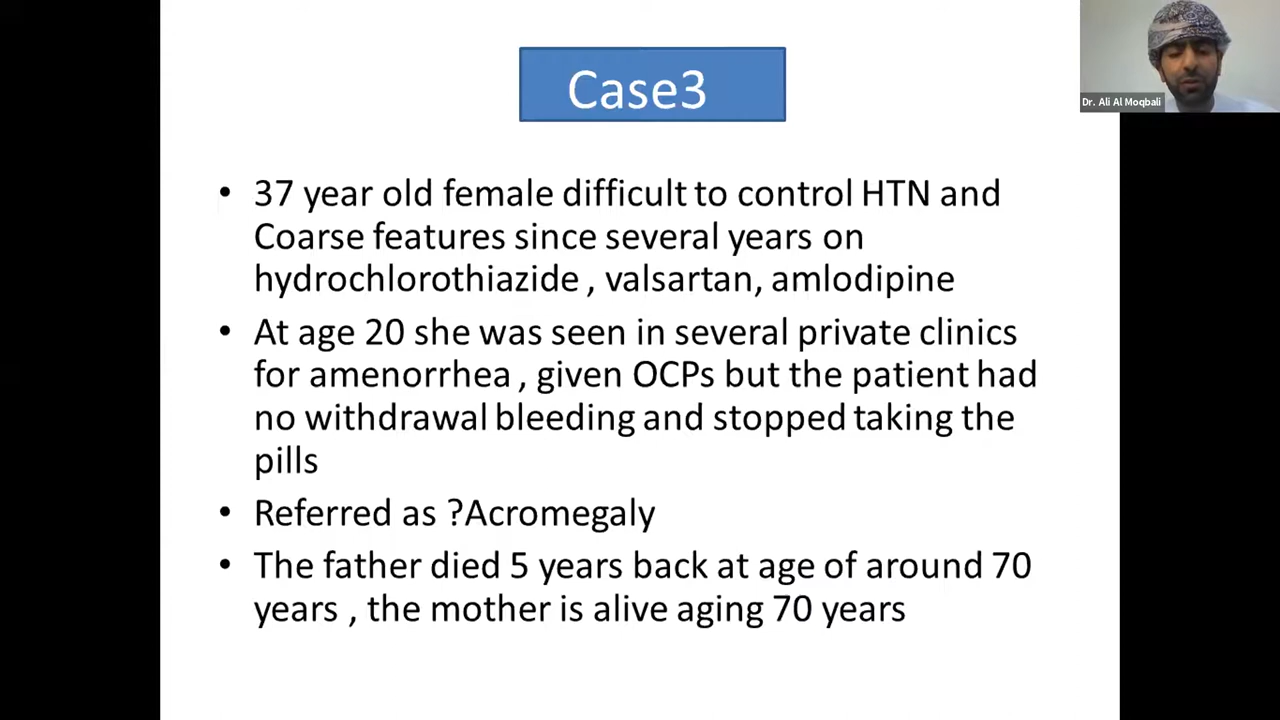 Case3
Dr. Ali Al Moqbali
• 37 year old female difficult to control HTN and
Coarse features since several years on
hydrochlorothiazide , valsartan, amlodipine
• At age 20 she was seen in several private clinics
for amenorrhea , given OCPs but the patient had
no withdrawal bleeding and stopped taking the
pills
• Referred as ?Acromegaly
• The father died 5 years back at age of around 70
years , the mother is alive aging 70 years